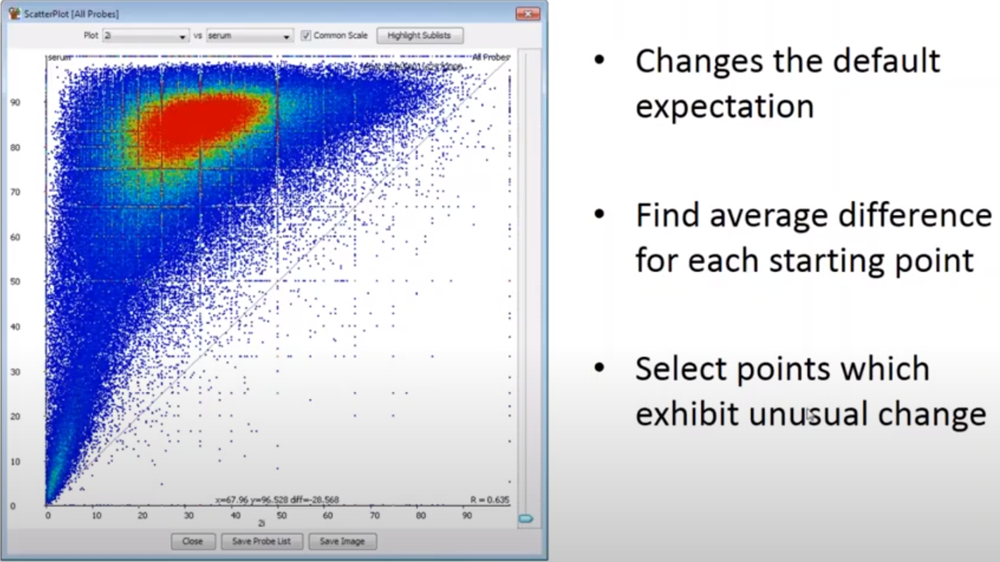 ScatterPlot [All Probes]
Plot 2i vs serum Common Scale Highlight Sublists
serum All Probes
90
80
70
60
50
40
30
20
10
0
x=67.96 y=96.528 diff=-28.568 R = 0.635
0 10 20 30 40 50 60 70 80 90
2i
Close Save Probe List Save Image
• Changes the default
expectation
• Find average difference
for each starting point
• Select points which
exhibit unusual change